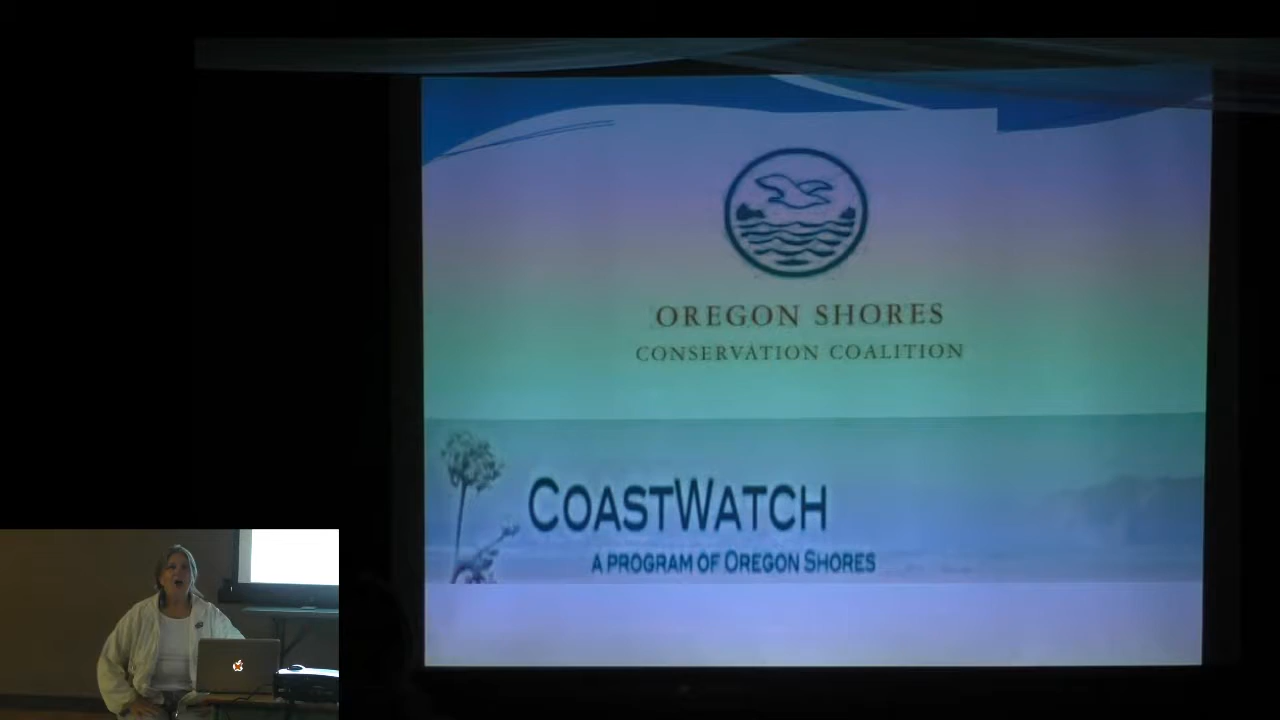 OREGON SHORES
CONSERVATION COALITION
COASTWATCH
A PROGRAM OF OREGON SHORES